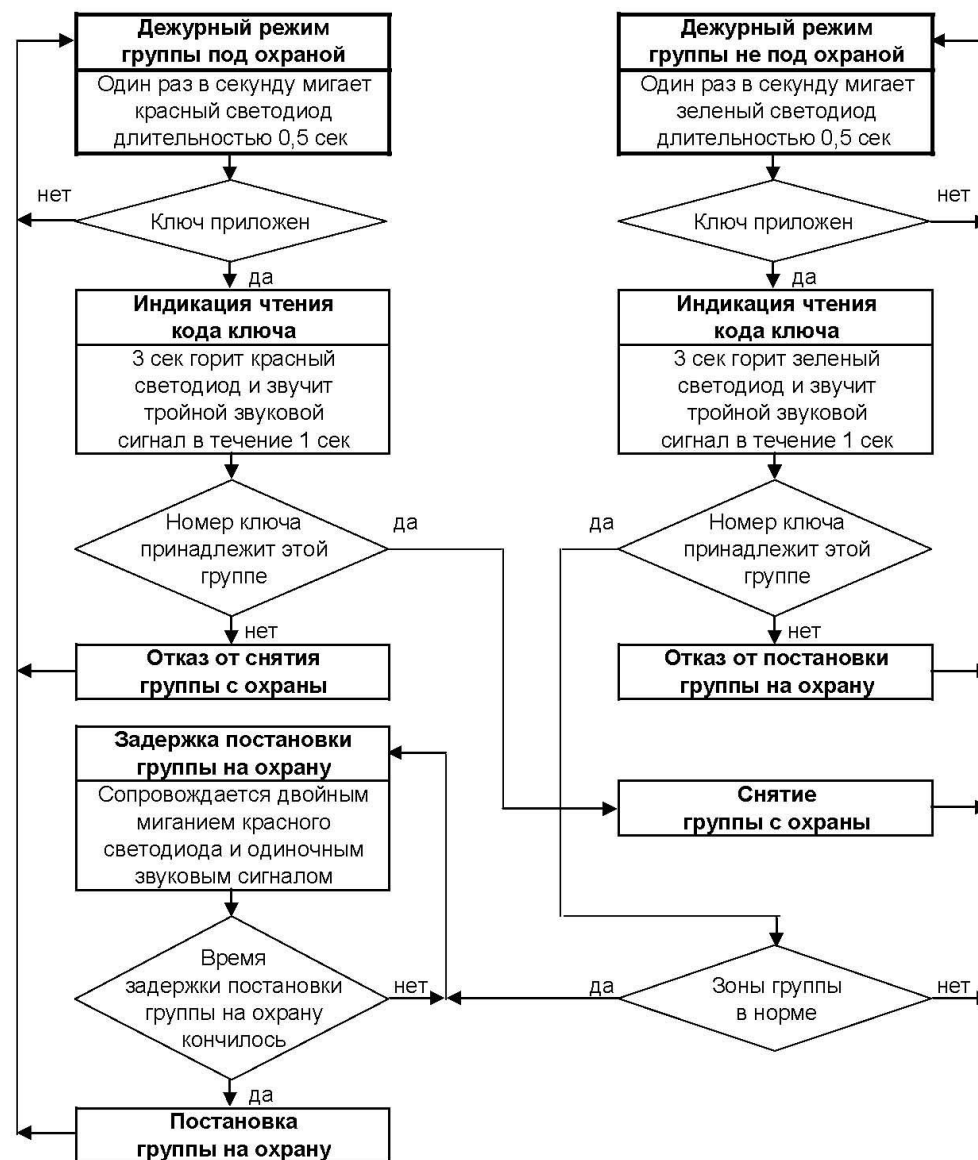 Дежурный режим
группы под охраной
Один раз в секунду мигает
красный светодиод
длительностью 0,5 сек
нет
Ключ приложен
да
Индикация чтения
кода ключа
3 сек горит красный
светодиод и звучит
тройной звуковой
сигнал в течение 1 сек
Номер ключа
принадлежит этой
группе
да
нет
Отказ от снятия
группы с охраны
Задержка постановки
группы на охрану
Сопровождается двойным
миганием красного
светодиода и одиночным
звуковым сигналом
Время
задержки постановки
группы на охрану
кончилось
нет
да
Постановка
группы на охрану
Дежурный режим
группы не под охраной
Один раз в секунду мигает
зеленый светодиод
длительностью 0,5 сек
Ключ приложен
нет
да
Индикация чтения
кода ключа
3 сек горит зеленый
светодиод и звучит
тройной звуковой
сигнал в течение 1 сек
да
Номер ключа
принадлежит этой
группе
нет
Отказ от постановки
группы на охрану
Снятие
группы с охраны
да
Зоны группы
в норме
нет